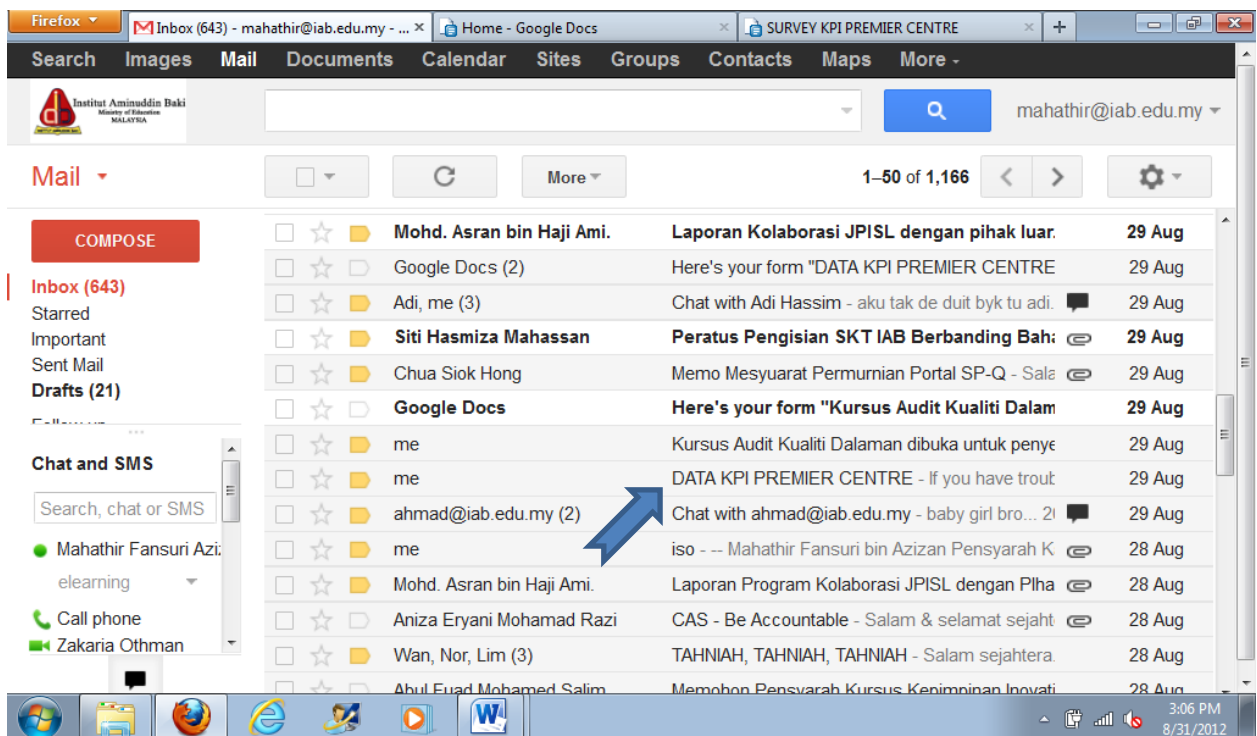 Firefox
Inbox (643) - mahathir@iab.edu.my - ... × Home - Google Docs × SURVEY KPI PREMIER CENTRE × +
Search Images Mail Documents Calendar Sites Groups Contacts Maps More
Institut Aminuddin Baki
Ministry of Education
MALAYSIA
mahathir@iab.edu.my
Mail
More
1–50 of 1,166
COMPOSE
Inbox (643)
Starred
Important
Sent Mail
Drafts (21)
Chat and SMS
Search, chat or SMS
Mahathir Fansuri Azi
elearning
Call phone
Zakaria Othman
Mohd. Asran bin Haji Ami. Laporan Kolaborasi JPISL dengan pihak luar. 29 Aug
Google Docs (2) Here's your form "DATA KPI PREMIER CENTRE 29 Aug
Adi, me (3) Chat with Adi Hassim - aku tak de duit byk tu adi. 29 Aug
Siti Hasmiza Mahassan Peratus Pengisian SKT IAB Berbanding Baha 29 Aug
Chua Siok Hong Memo Mesyuarat Permurnian Portal SP-Q - Sala 29 Aug
Google Docs Here's your form "Kursus Audit Kualiti Dalam 29 Aug
me Kursus Audit Kualiti Dalaman dibuka untuk penye 29 Aug
me DATA KPI PREMIER CENTRE - If you have troub 29 Aug
ahmad@iab.edu.my (2) Chat with ahmad@iab.edu.my - baby girl bro... 29 Aug
me iso - -- Mahathir Fansuri bin Azizan Pensyarah K 28 Aug
Mohd. Asran bin Haji Ami. Laporan Program Kolaborasi JPISL dengan PIha 28 Aug
Aniza Eryani Mohamad Razi CAS - Be Accountable - Salam & selamat sejaht 28 Aug
Wan, Nor, Lim (3) TAHNIAH, TAHNIAH, TAHNIAH - Salam sejahtera. 28 Aug
Abul Fuad Mohamed Salim Memohon Pensyarah Kursus Kepimpinan Inovati 28 Aug
3:06 PM
8/31/2012